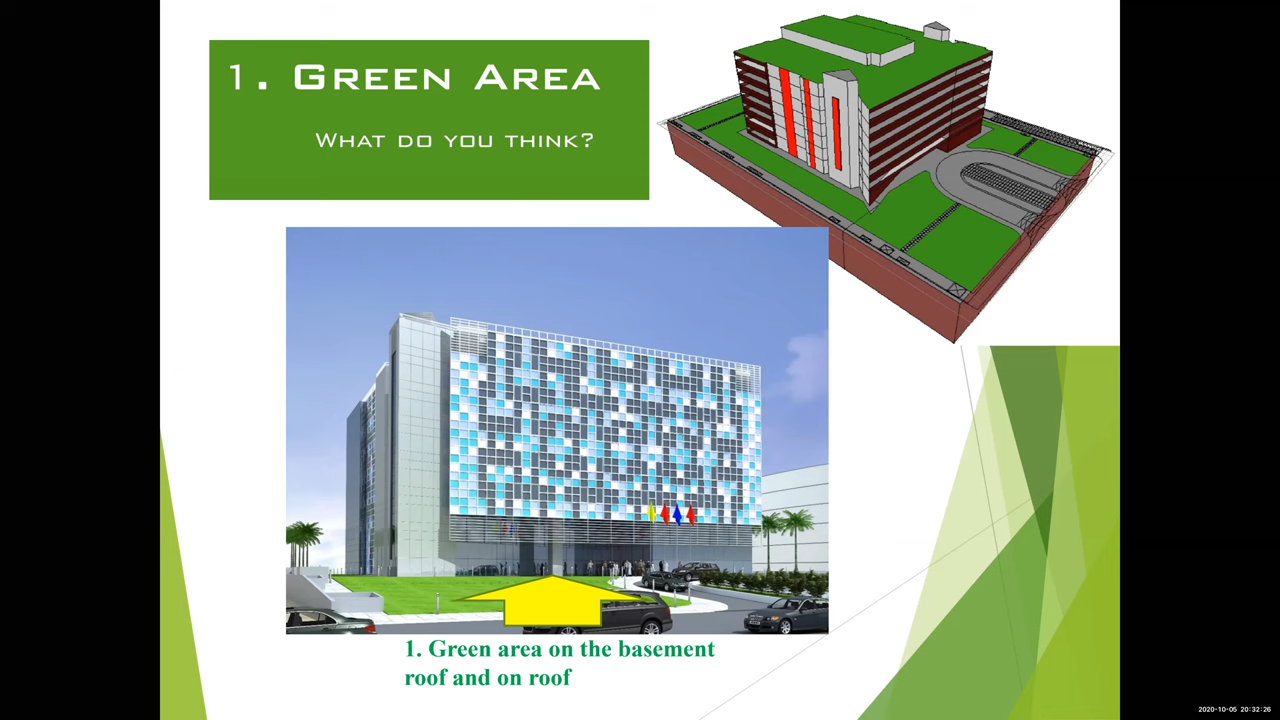 1. Green Area
What do you think?
1. Green area on the basement
roof and on roof
2020-10-05 20:32:26